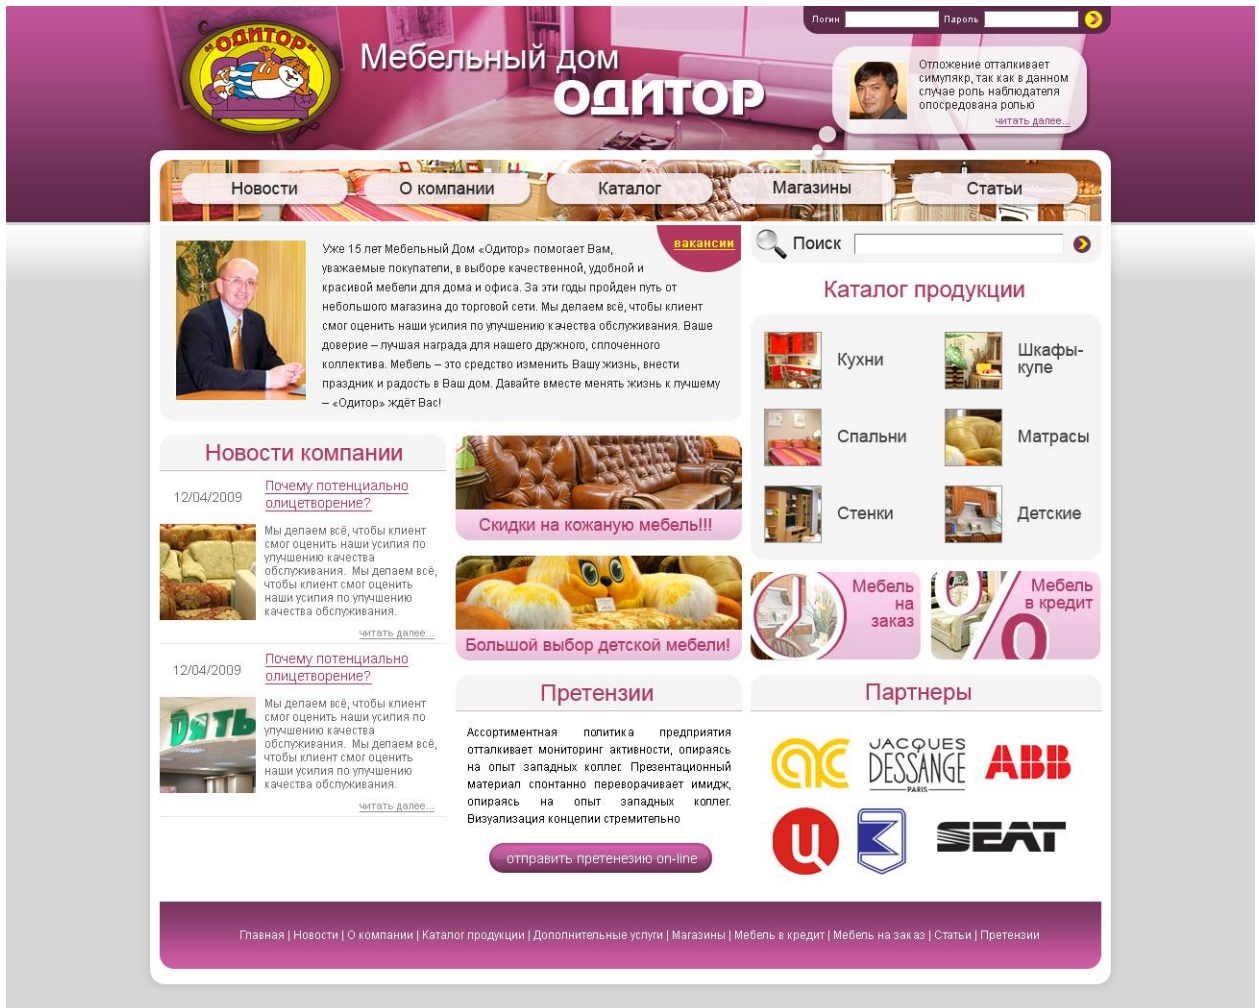 Логин
Пароль
"ОДИТОР"
Мебельный дом
ОДИТОР
Отложение отталкивает
симулякр, так как в данном
случае роль наблюдателя
опосредована ролью
читать далее...
Новости
О компании
Каталог
Магазины
Статьи
Уже 15 лет Мебельный Дом «Одитор» помогает Вам,
уважаемые покупатели, в выборе качественной, удобной и
красивой мебели для дома и офиса. За эти годы пройден путь от
небольшого магазина до торговой сети. Мы делаем всё, чтобы клиент
смог оценить наши усилия по улучшению качества обслуживания. Ваше
доверие – лучшая награда для нашего дружного, сплоченного
коллектива. Мебель – это средство изменить Вашу жизнь, внести
праздник и радость в Ваш дом. Давайте вместе менять жизнь к лучшему
– «Одитор» ждёт Вас!
вакансии
Поиск
Каталог продукции
Кухни
Шкафы-
купе
Спальни
Матрасы
Стенки
Детские
Новости компании
12/04/2009
Почему потенциально
олицетворение?
Мы делаем всё, чтобы клиент
смог оценить наши усилия по
улучшению качества
обслуживания. Мы делаем всё,
чтобы клиент смог оценить
наши усилия по улучшению
качества обслуживания.
читать далее...
12/04/2009
Почему потенциально
олицетворение?
ПЯТЬ
Мы делаем всё, чтобы клиент
смог оценить наши усилия по
улучшению качества
обслуживания. Мы делаем всё,
чтобы клиент смог оценить
наши усилия по улучшению
качества обслуживания.
читать далее...
Скидки на кожаную мебель!!!
Большой выбор детской мебели!
Мебель
на
заказ
%
Мебель
в кредит
Претензии
Ассортиментная политика предприятия
отталкивает мониторинг активности, опираясь
на опыт западных коллег. Презентационный
материал спонтанно переворачивает имидж,
опираясь на опыт западных коллег.
Визуализация концепии стремительно
отправить претенезию on-line
Партнеры
JACQUES
DESSANGE
PARIS
ABB
Ц
SEAT
Главная | Новости | О компании | Каталог продукции | Дополнительные услуги | Магазины | Мебель в кредит | Мебель на заказ | Статьи | Претензии